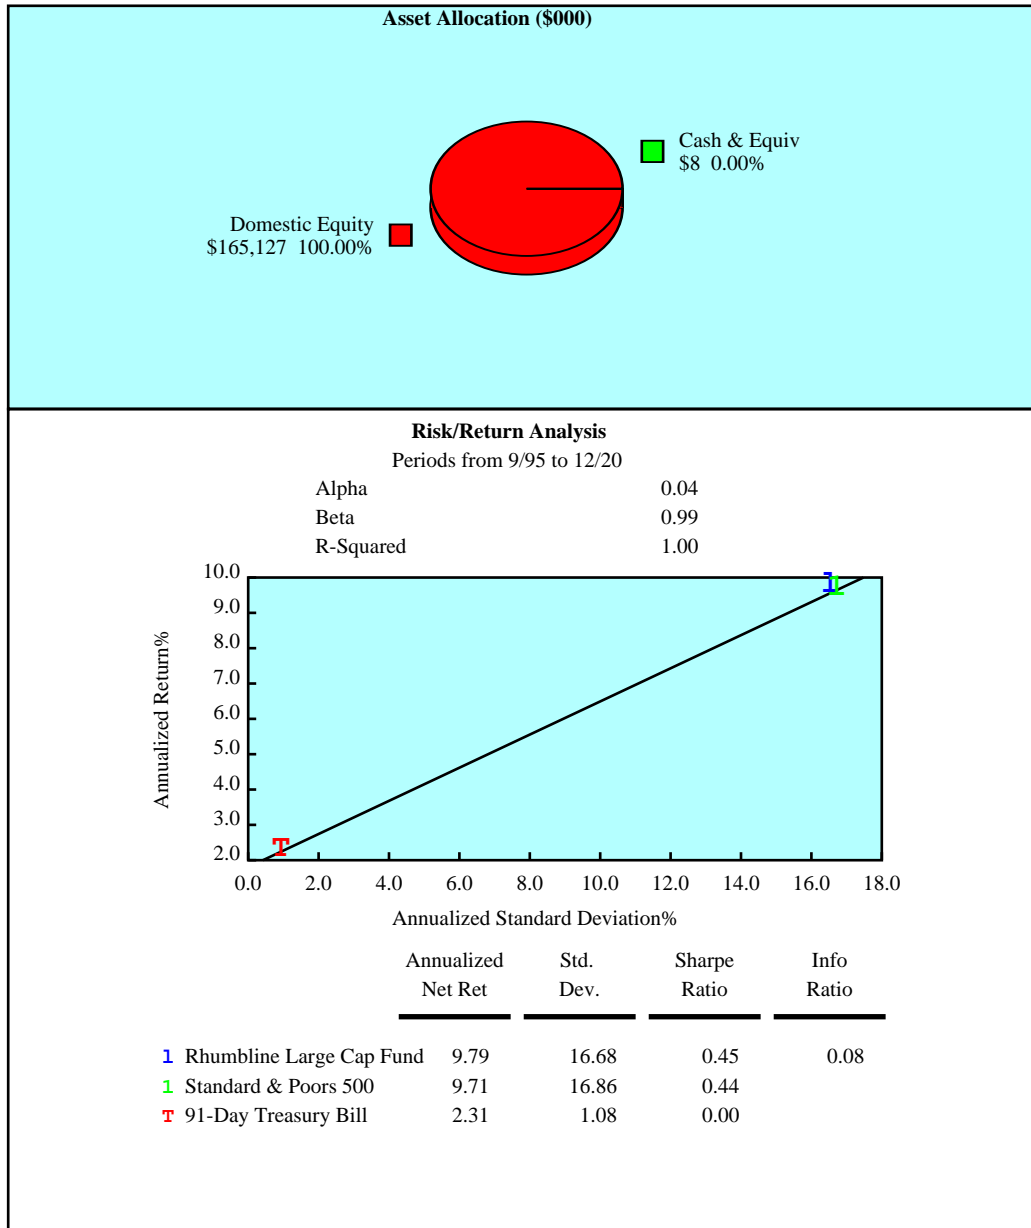 Asset Allocation ($000)
Cash & Equiv
$8 0.00%
Domestic Equity
$165,127 100.00%
Risk/Return Analysis
Periods from 9/95 to 12/20
Alpha 0.04
Beta 0.99
R-Squared 1.00
Annualized Return%
10.0
9.0
8.0
7.0
6.0
5.0
4.0
3.0
2.0
1
1
T
0.0 2.0 4.0 6.0 8.0 10.0 12.0 14.0 16.0 18.0
Annualized Standard Deviation%
Annualized Std. Sharpe Info
Net Ret Dev. Ratio Ratio
1 Rhumbline Large Cap Fund 9.79 16.68 0.45 0.08
1 Standard & Poors 500 9.71 16.86 0.44
T 91-Day Treasury Bill 2.31 1.08 0.00